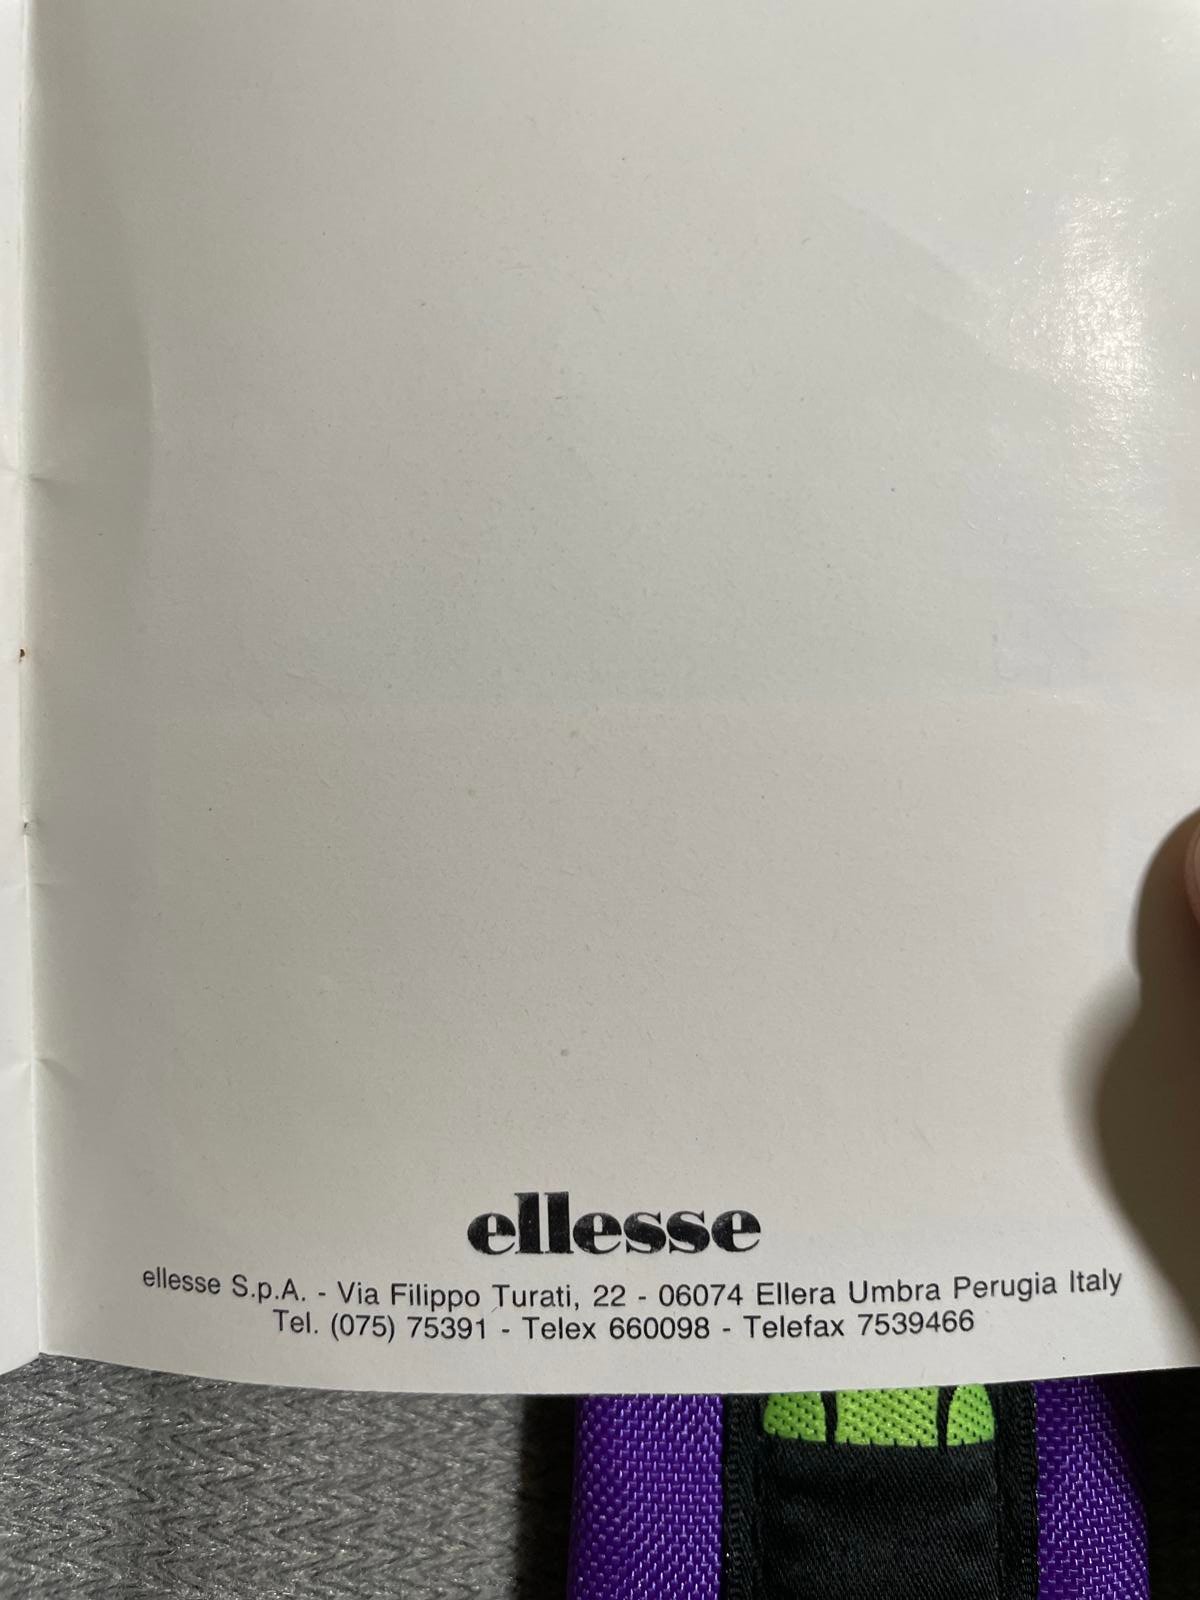 ellesse
ellesse S.p.A. - Via Filippo Turati, 22 - 06074 Ellera Umbra Perugia Italy
Tel. (075) 75391 - Telex 660098 - Telefax 7539466